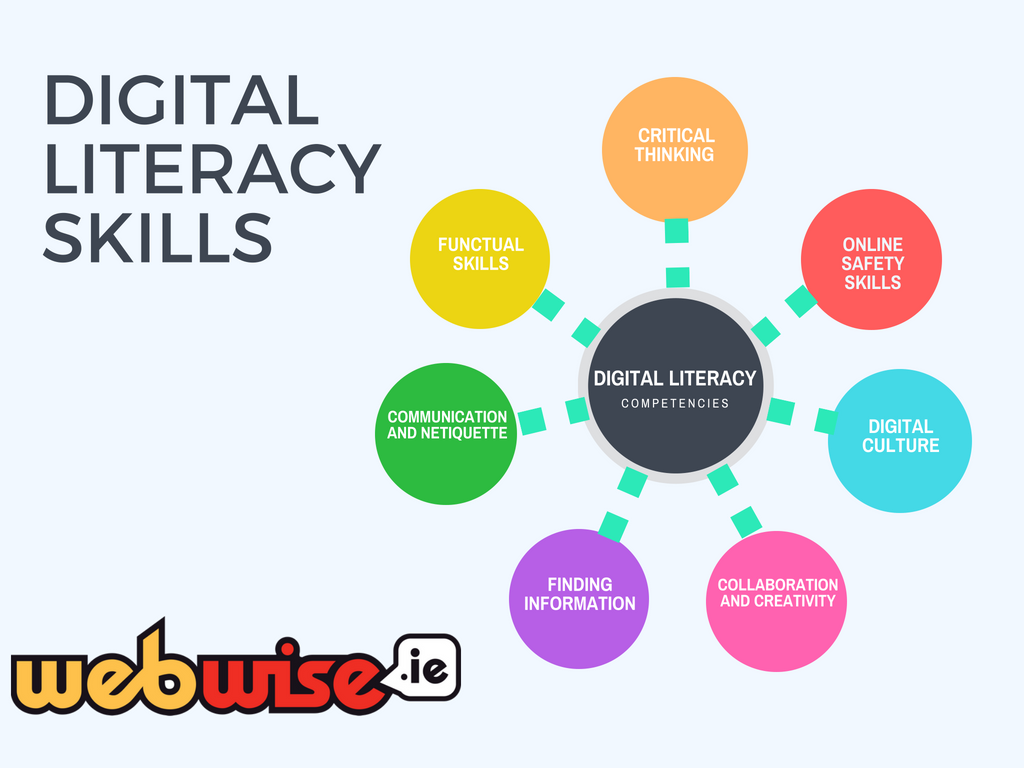 DIGITAL
LITERACY
SKILLS
CRITICAL
THINKING
FUNCTUAL
SKILLS
ONLINE
SAFETY
SKILLS
DIGITAL LITERACY
COMPETENCIES
COMMUNICATION
AND NETIQUETTE
DIGITAL
CULTURE
FINDING
INFORMATION
COLLABORATION
AND CREATIVITY
webwise.ie